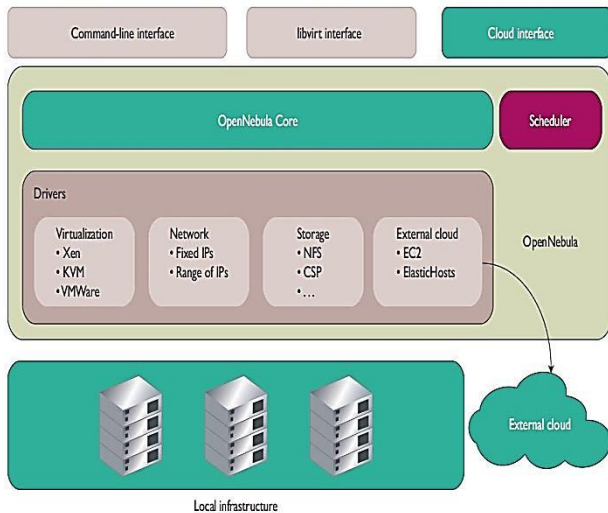 Command-line interface
libvirt interface
Cloud interface
OpenNebula Core
Scheduler
Drivers
Virtualization
• Xen
• KVM
• VMWare
Network
• Fixed IPs
• Range of IPs
Storage
• NFS
• CSP
• ...
External cloud
• EC2
• ElasticHosts
OpenNebula
External cloud
Local infrastructure